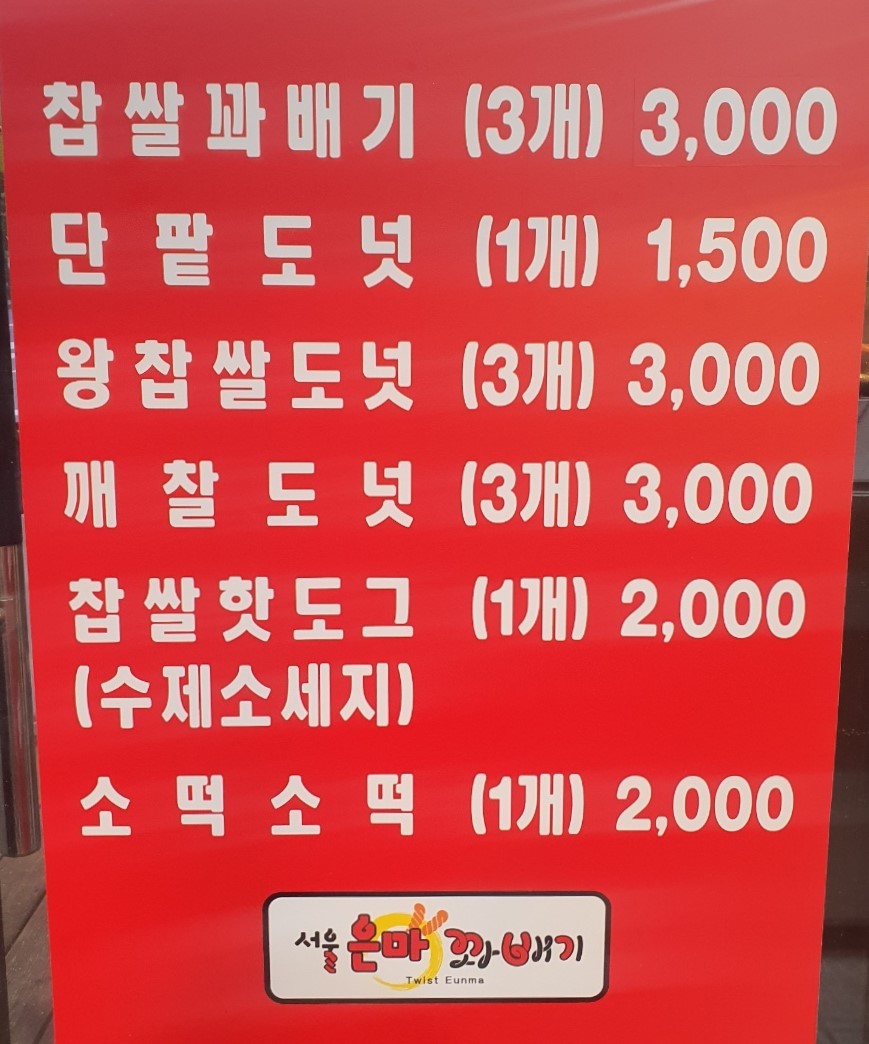 찹쌀꽈배기 (3개) 3,000
단팥도넛 (1개) 1,500
왕찹쌀도넛 (3개) 3,000
깨찰도넛 (3개) 3,000
찹쌀핫도그 (1개) 2,000
(수제소세지)
소떡소떡 (1개) 2,000
서울 은마 꽈배기
Twist Eunma